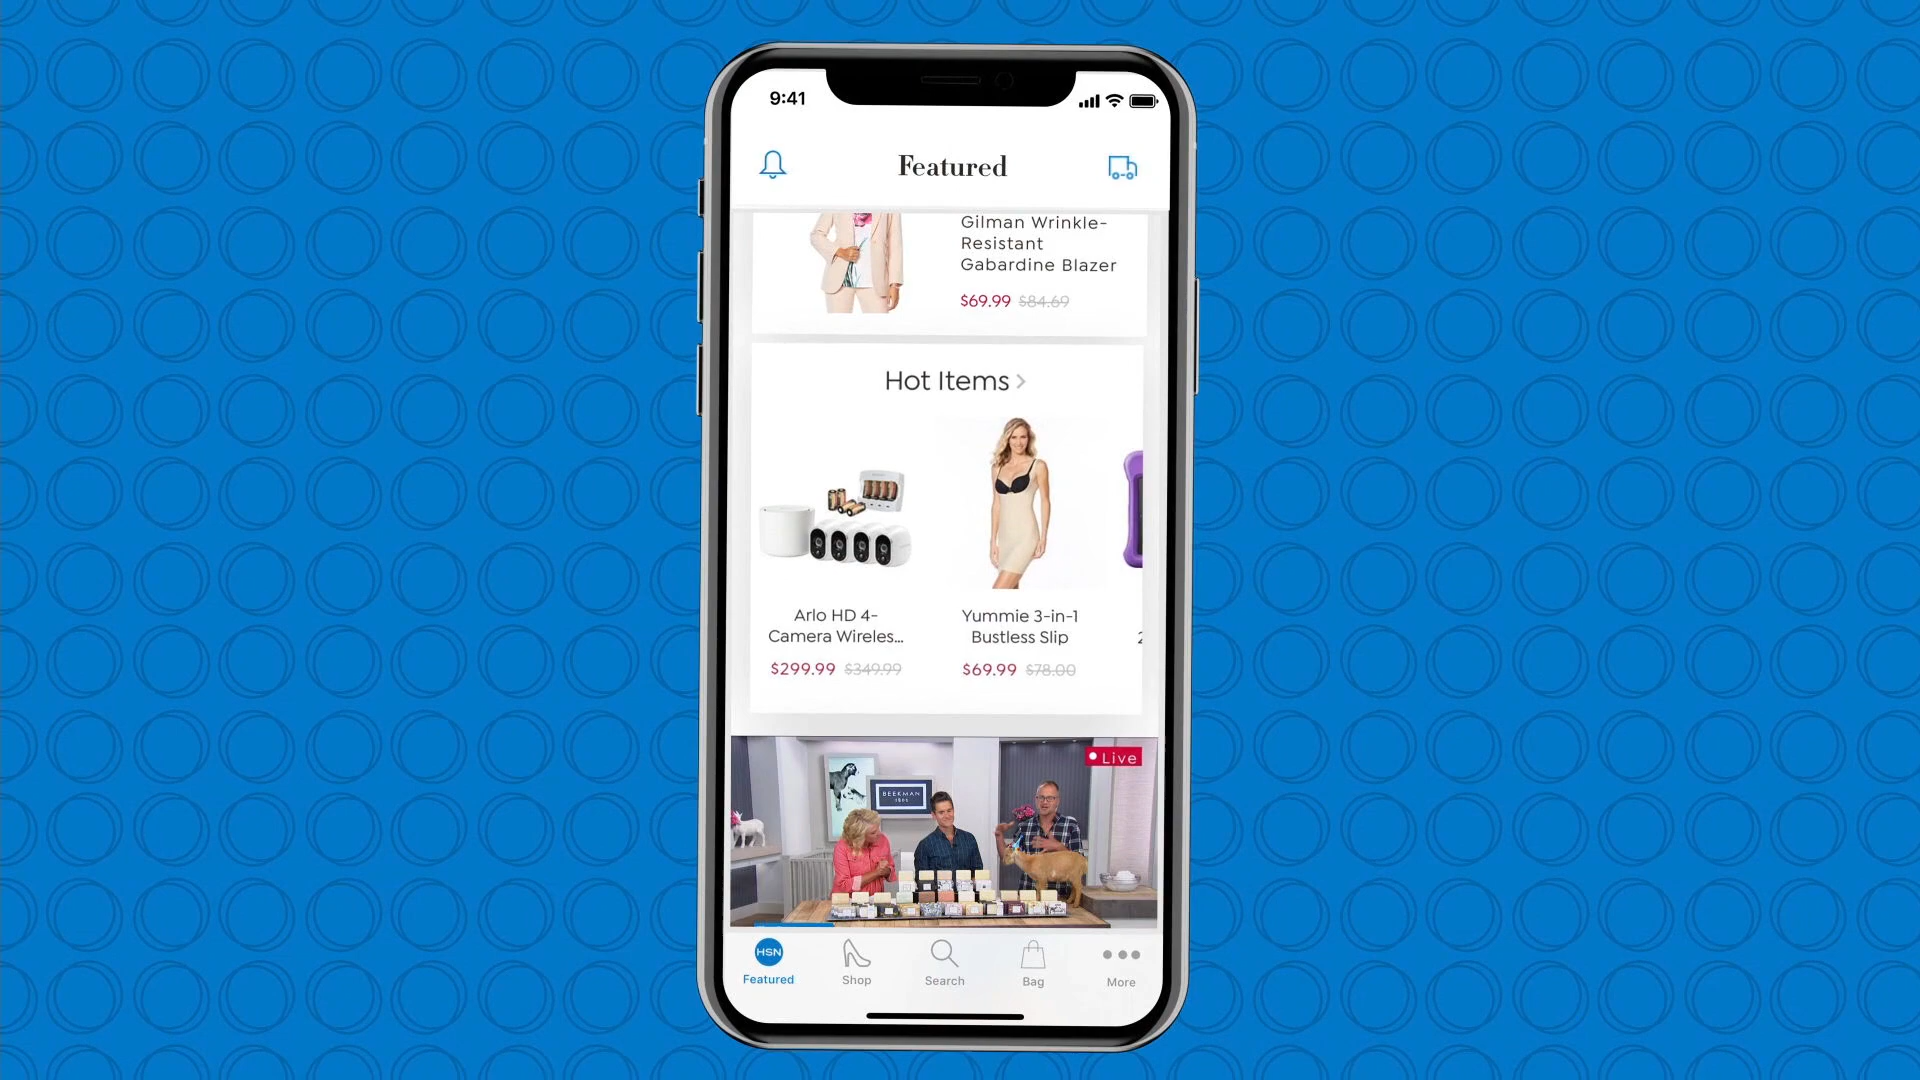 9:41
Featured
Gilman Wrinkle-
Resistant
Gabardine Blazer
$69.99 $84.69
Hot Items >
Arlo HD 4-
Camera Wireles...
$299.99 $349.99
Yummie 3-in-1
Bustless Slip
$69.99 $78.00
2
Live
BEEKMAN
1802
HSN
Featured
Shop
Search
Bag
More